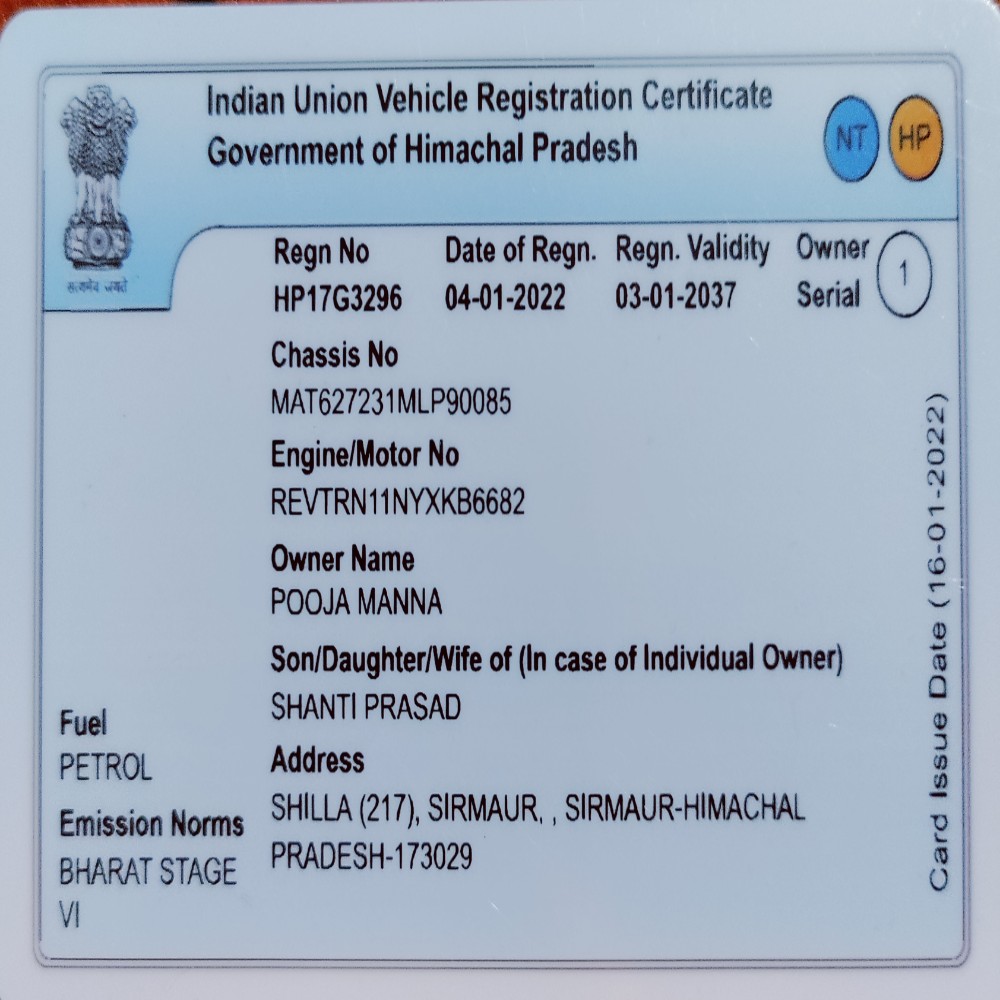 Indian Union Vehicle Registration Certificate
Government of Himachal Pradesh
NT HP
सत्यमेव जयते
Regn No Date of Regn. Regn. Validity Owner Serial 1
HP17G3296 04-01-2022 03-01-2037
Chassis No
MAT627231MLP90085
Engine/Motor No
REVTRN11NYXKB6682
Owner Name
POOJA MANNA
Son/Daughter/Wife of (In case of Individual Owner)
SHANTI PRASAD
Address
SHILLA (217), SIRMAUR, , SIRMAUR-HIMACHAL
PRADESH-173029
Fuel
PETROL
Emission Norms
BHARAT STAGE
VI
Card Issue Date (16-01-2022)